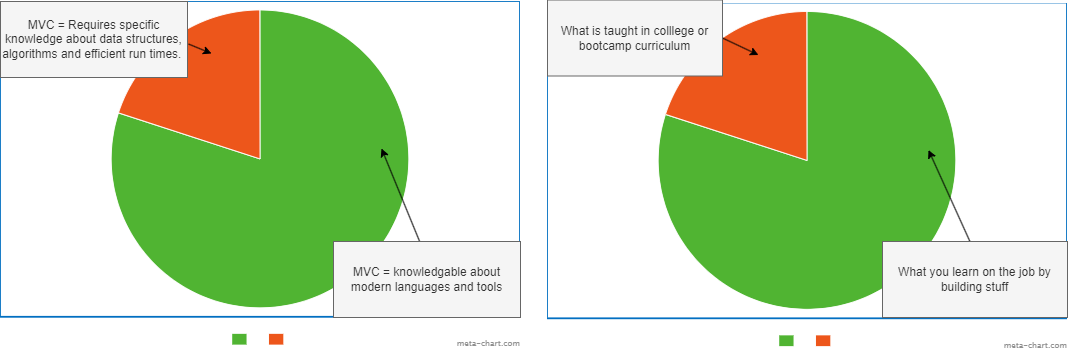 MVC = Requires specific
knowledge about data structures,
algorithms and efficient run times.
MVC = knowledgable about
modern languages and tools
meta-chart.com
What is taught in colllege or
bootcamp curriculum
What you learn on the job by
building stuff
meta-chart.com